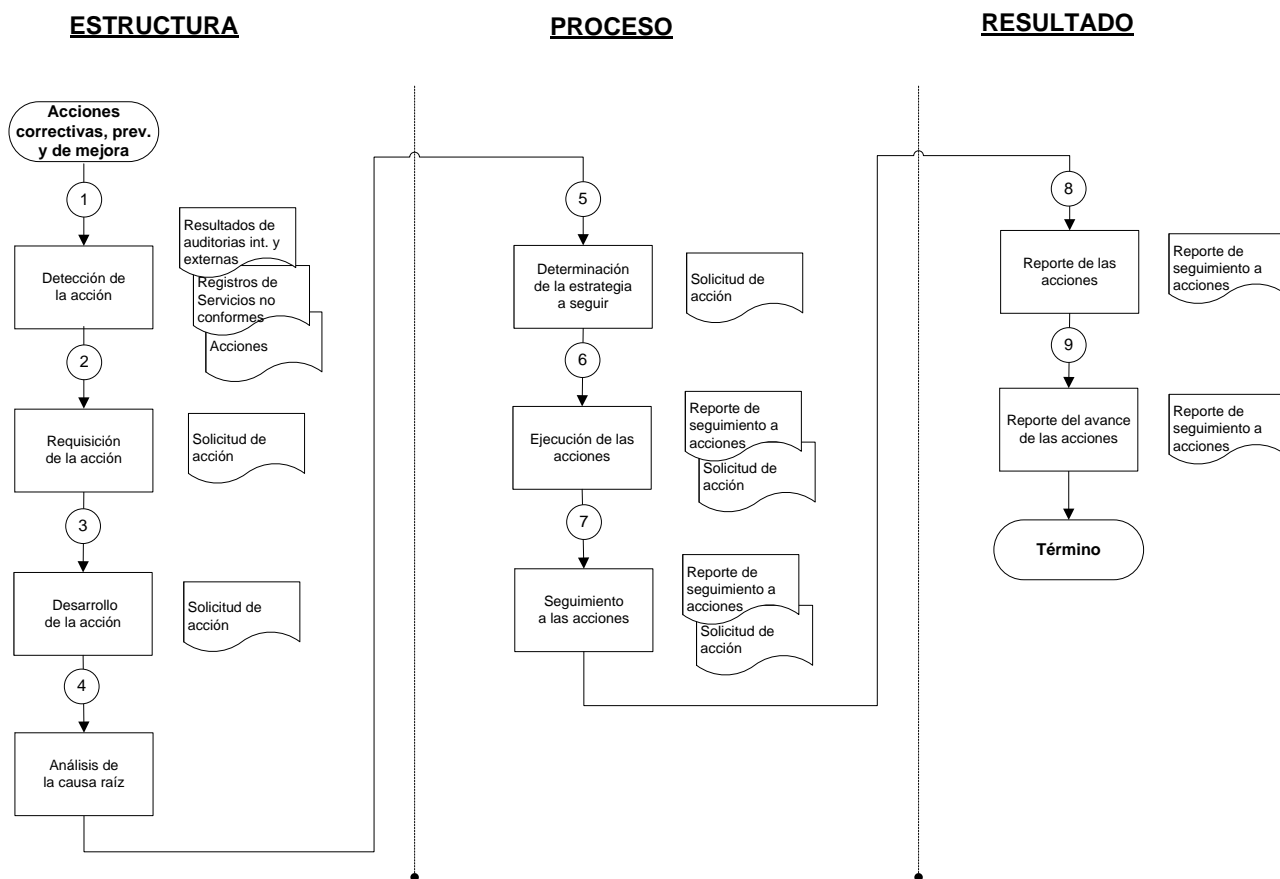 ESTRUCTURA
PROCESO
RESULTADO
Acciones
correctivas, prev.
y de mejora
1
Detección de
la acción
Resultados de
auditorias int. y
externas
Registros de
Servicios no
conformes
Acciones
2
Requisición
de la acción
Solicitud de
acción
3
Desarrollo
de la acción
Solicitud de
acción
4
Análisis de
la causa raíz
5
Determinación
de la estrategia
a seguir
Solicitud de
acción
6
Ejecución de las
acciones
Reporte de
seguimiento a
acciones
Solicitud de
acción
7
Seguimiento
a las acciones
Reporte de
seguimiento a
acciones
Solicitud de
acción
8
Reporte de las
acciones
Reporte de
seguimiento a
acciones
9
Reporte del avance
de las acciones
Reporte de
seguimiento a
acciones
Término